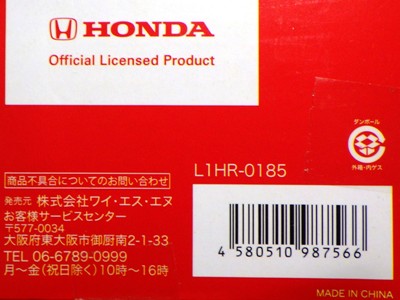 HONDA
Official Licensed Product
ダンボール
外箱・内ケス
L1HR-0185
商品不具合についてのお問い合わせ
発売元 株式会社ワイ・エス・エヌ
お客様サービスセンター
〒577-0034
大阪府東大阪市御厨南2-1-33
TEL 06-6789-0999
月〜金(祝日除く)10時〜16時
4 580510 987566
MADE IN CHINA